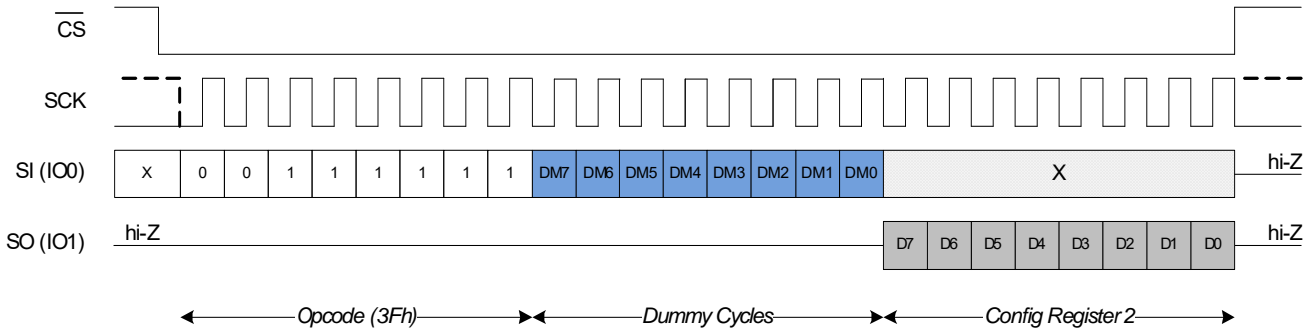 CS
SCK
SI (IO0) X 0 0 1 1 1 1 1 1 DM7 DM6 DM5 DM4 DM3 DM2 DM1 DM0 X hi-Z
SO (IO1) hi-Z D7 D6 D5 D4 D3 D2 D1 D0 hi-Z
Opcode (3Fh) Dummy Cycles Config Register 2